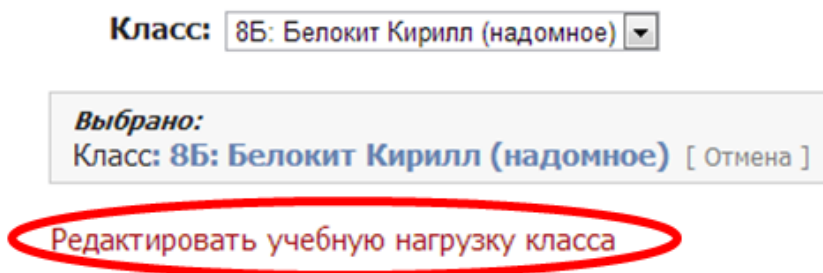 Класс: 8Б: Белокит Кирилл (надомное)
Выбрано:
Класс: 8Б: Белокит Кирилл (надомное) [ Отмена ]
Редактировать учебную нагрузку класса